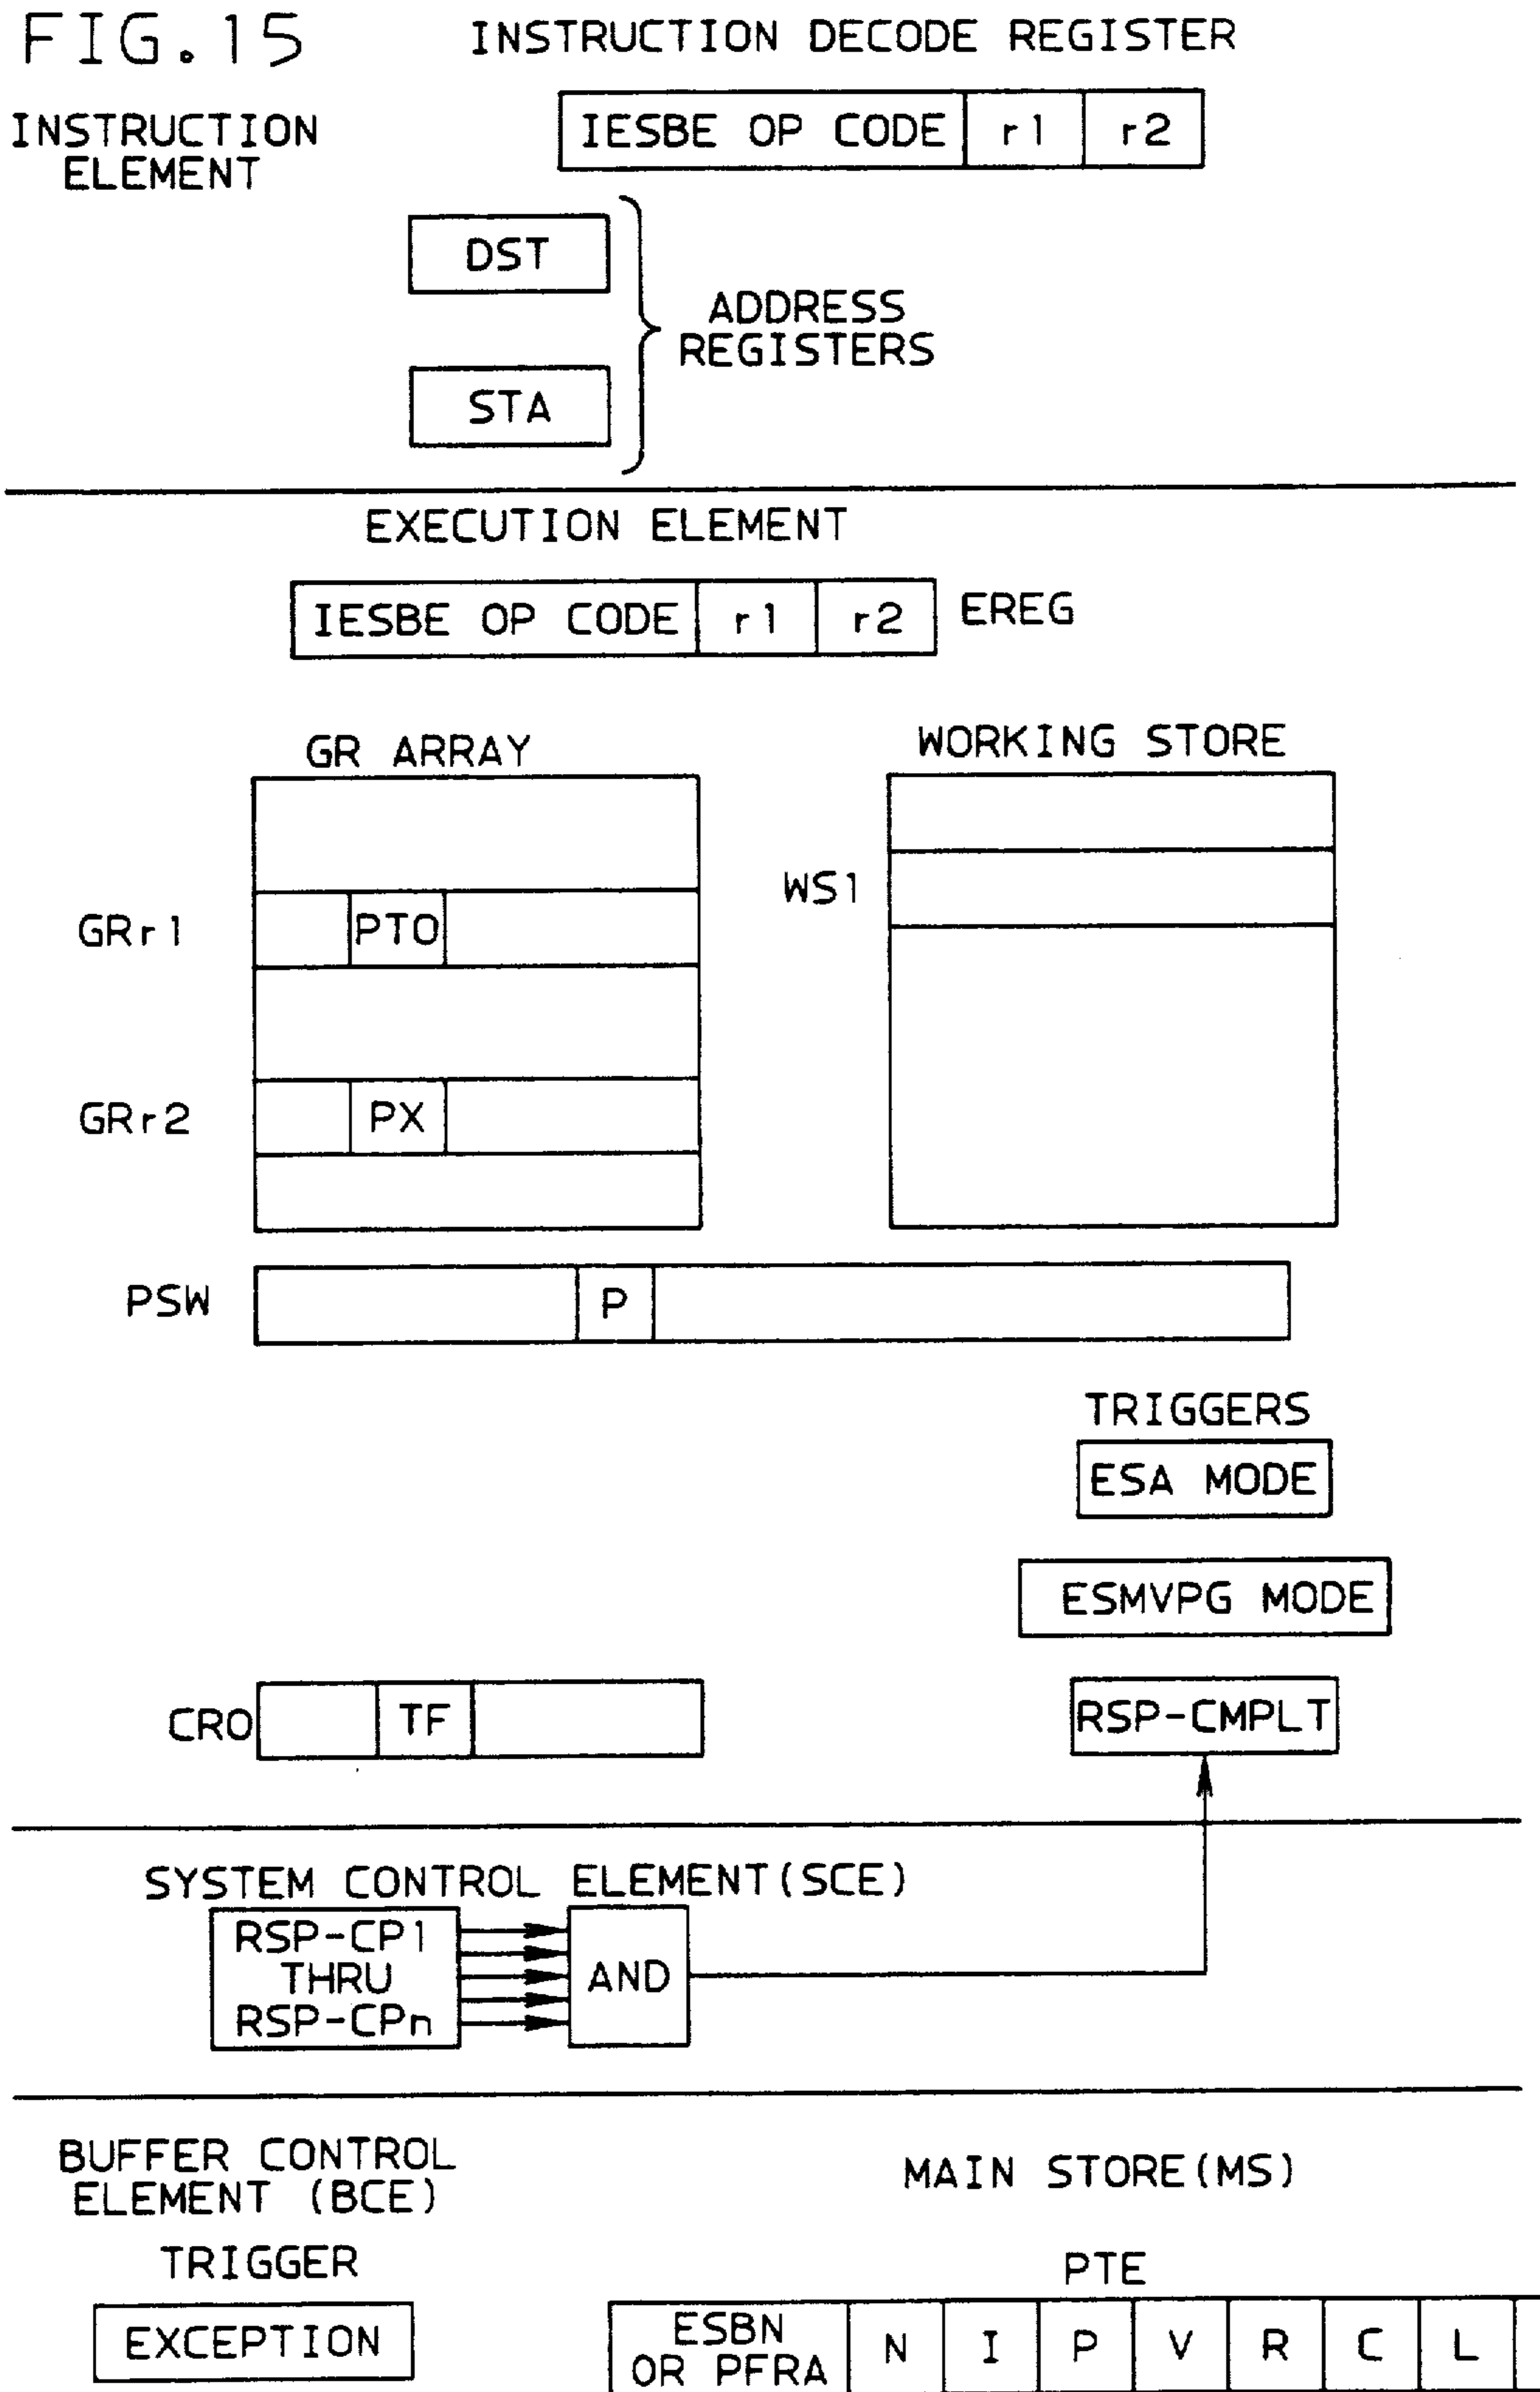 FIG.15
INSTRUCTION DECODE REGISTER
INSTRUCTION
ELEMENT
IESBE OP CODE r1 r2
DST
ADDRESS
REGISTERS
STA
EXECUTION ELEMENT
IESBE OP CODE r1 r2 EREG
GR ARRAY
WORKING STORE
WS1
GRr1 PTO
GRr2 PX
PSW P
TRIGGERS
ESA MODE
ESMVPG MODE
CR0 TF
RSP-CMPLT
SYSTEM CONTROL ELEMENT(SCE)
RSP-CP1
THRU
RSP-CPn
AND
BUFFER CONTROL
ELEMENT (BCE)
MAIN STORE(MS)
TRIGGER
PTE
EXCEPTION
ESBN
OR PFRA
N I P V R C L